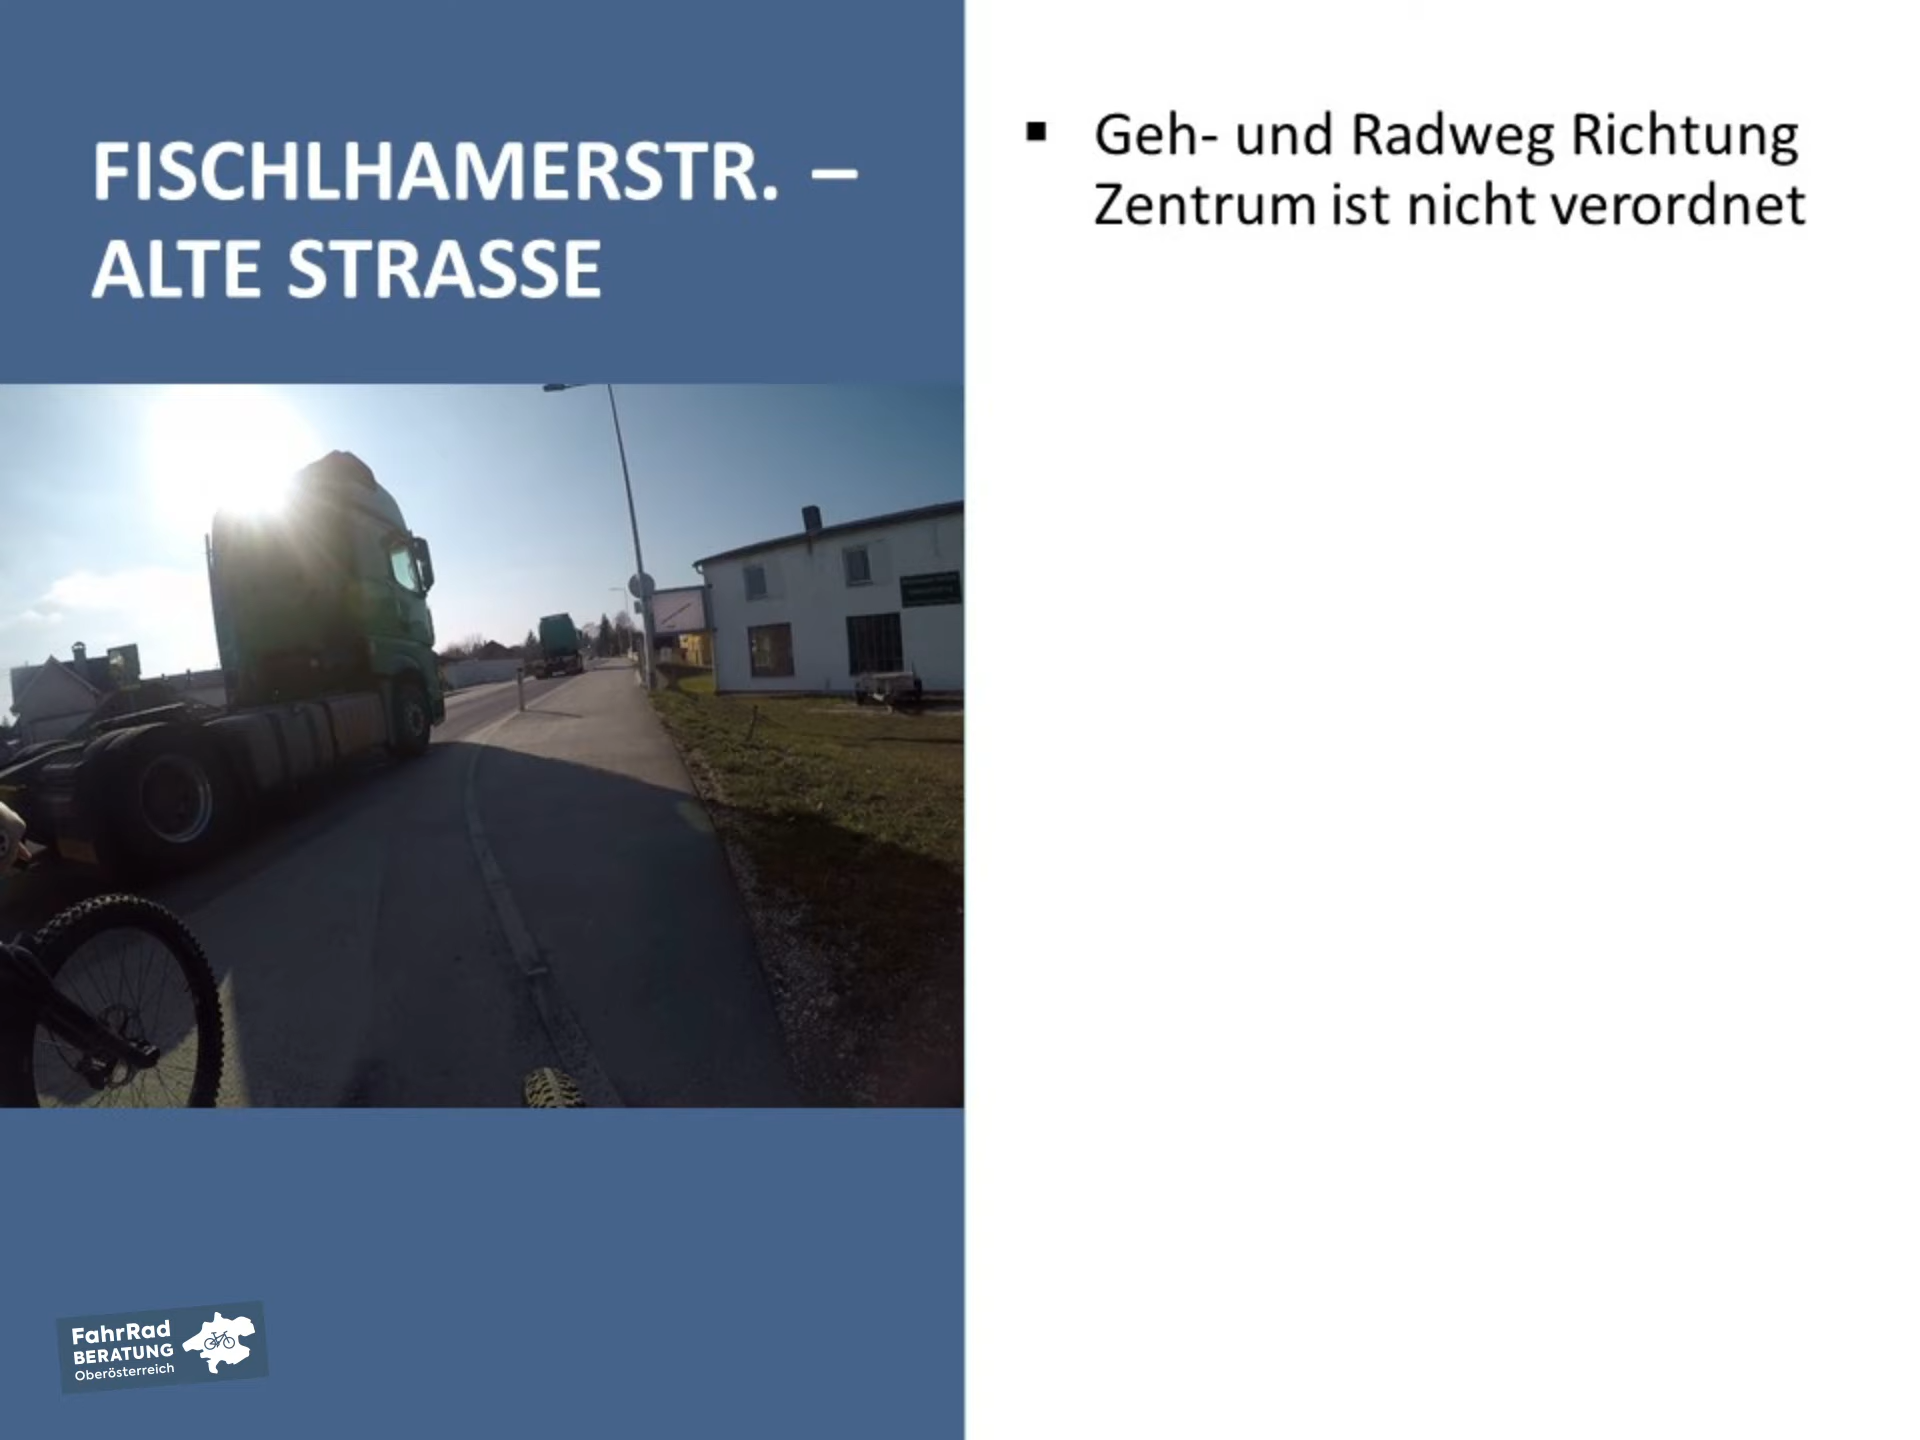 FISCHLHAMERSTR. –
ALTE STRASSE
▪ Geh- und Radweg Richtung
Zentrum ist nicht verordnet
FahrRad
BERATUNG
Oberösterreich